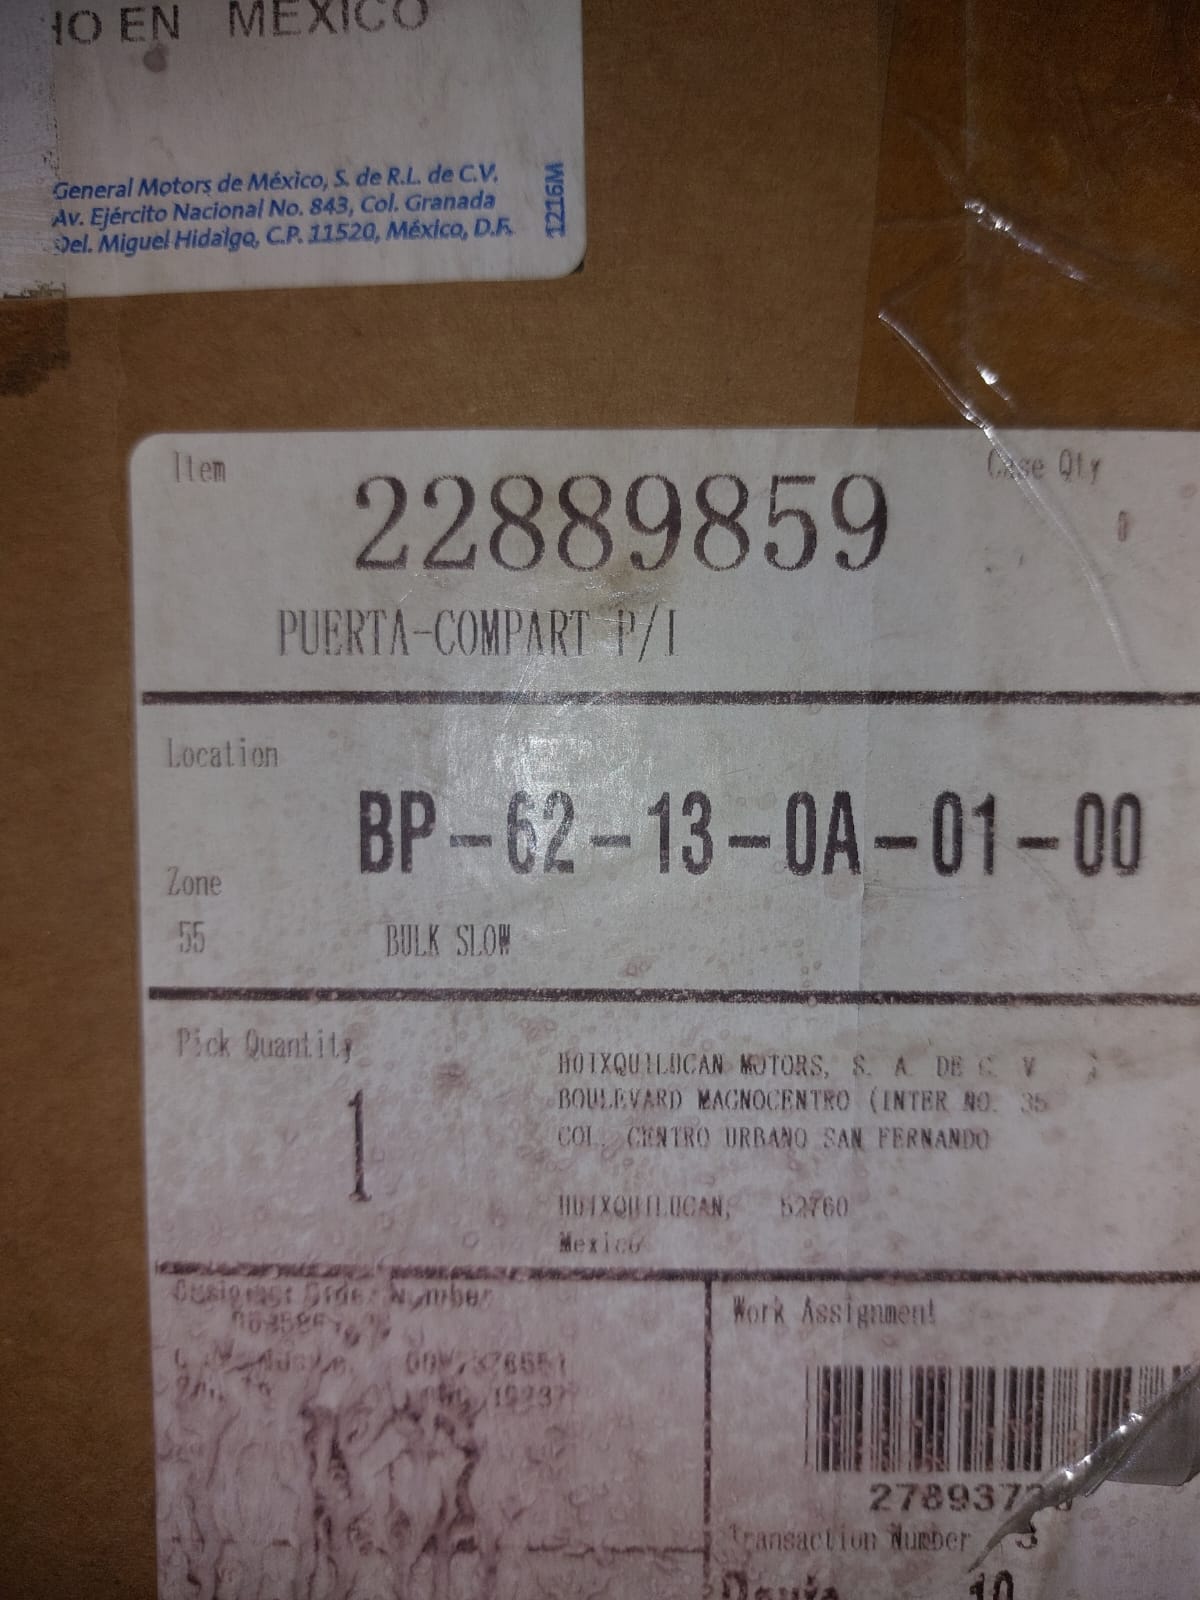 HO EN MEXICO
General Motors de México, S. de R.L. de C.V.
Av. Ejército Nacional No. 843, Col. Granada
Del. Miguel Hidalgo, C.P. 11520, México, D.F.
1216M
Item
Case Qty
22889859
PUERTA-COMPART P/I
Location
BP-62-13-0A-01-00
Zone
55
BULK SLOW
Pick Quantity
1
HUIXQUILUCAN MOTORS, S. A. DE C. V
BOULEVARD MAGNOCENTRO (INTER NO. 35
COL. CENTRO URBANO SAN FERNANDO
HUIXQUILUCAN, 52760
Mexico
Order Number
Work Assignment
Transaction Number 3
10